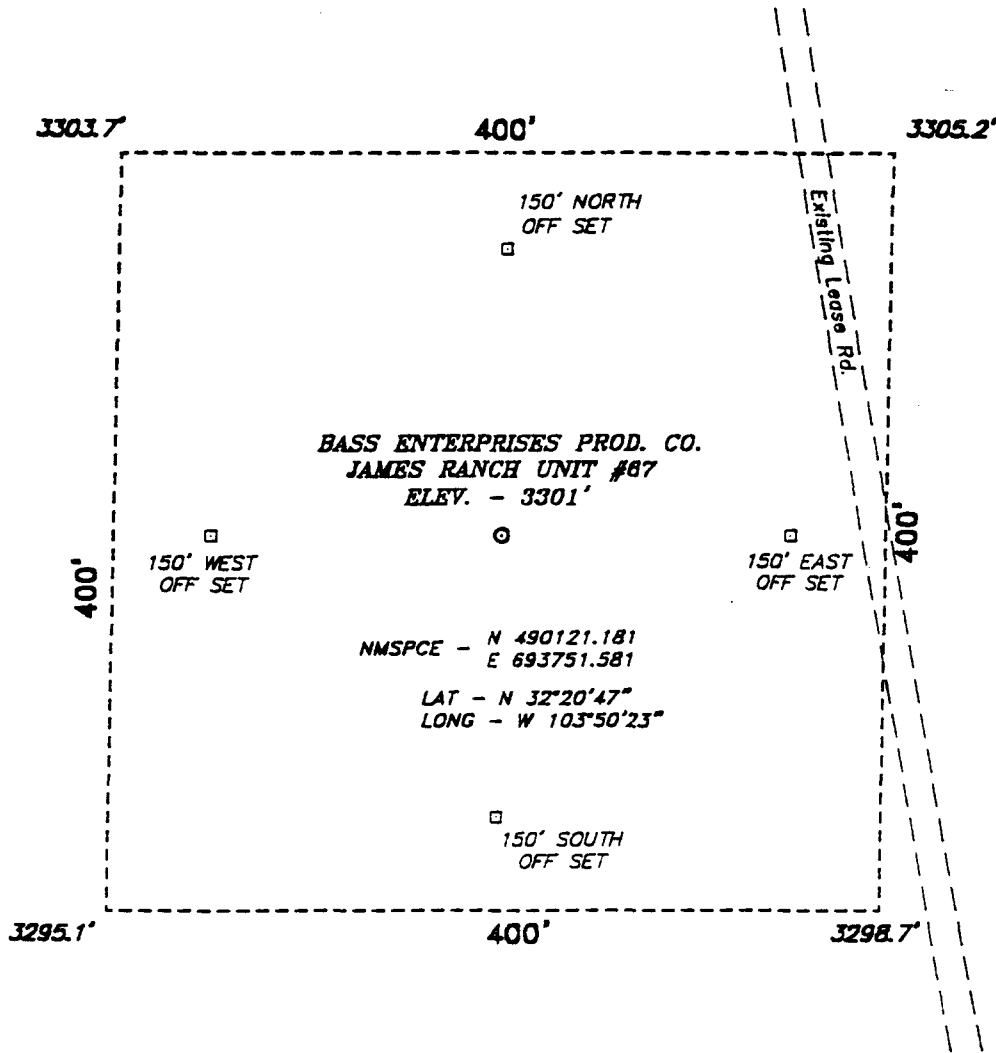 3303.7'
400'
3305.2'
150' NORTH
OFF SET
Existing Lease Rd.
BASS ENTERPRISES PROD. CO.
JAMES RANCH UNIT #67
ELEV. - 3301'
150' WEST
OFF SET
150' EAST
OFF SET
400'
400'
NMSPCE - N 490121.181
E 693751.581
LAT - N 32°20'47"
LONG - W 103°50'23"
150' SOUTH
OFF SET
3295.1'
400'
3298.7'